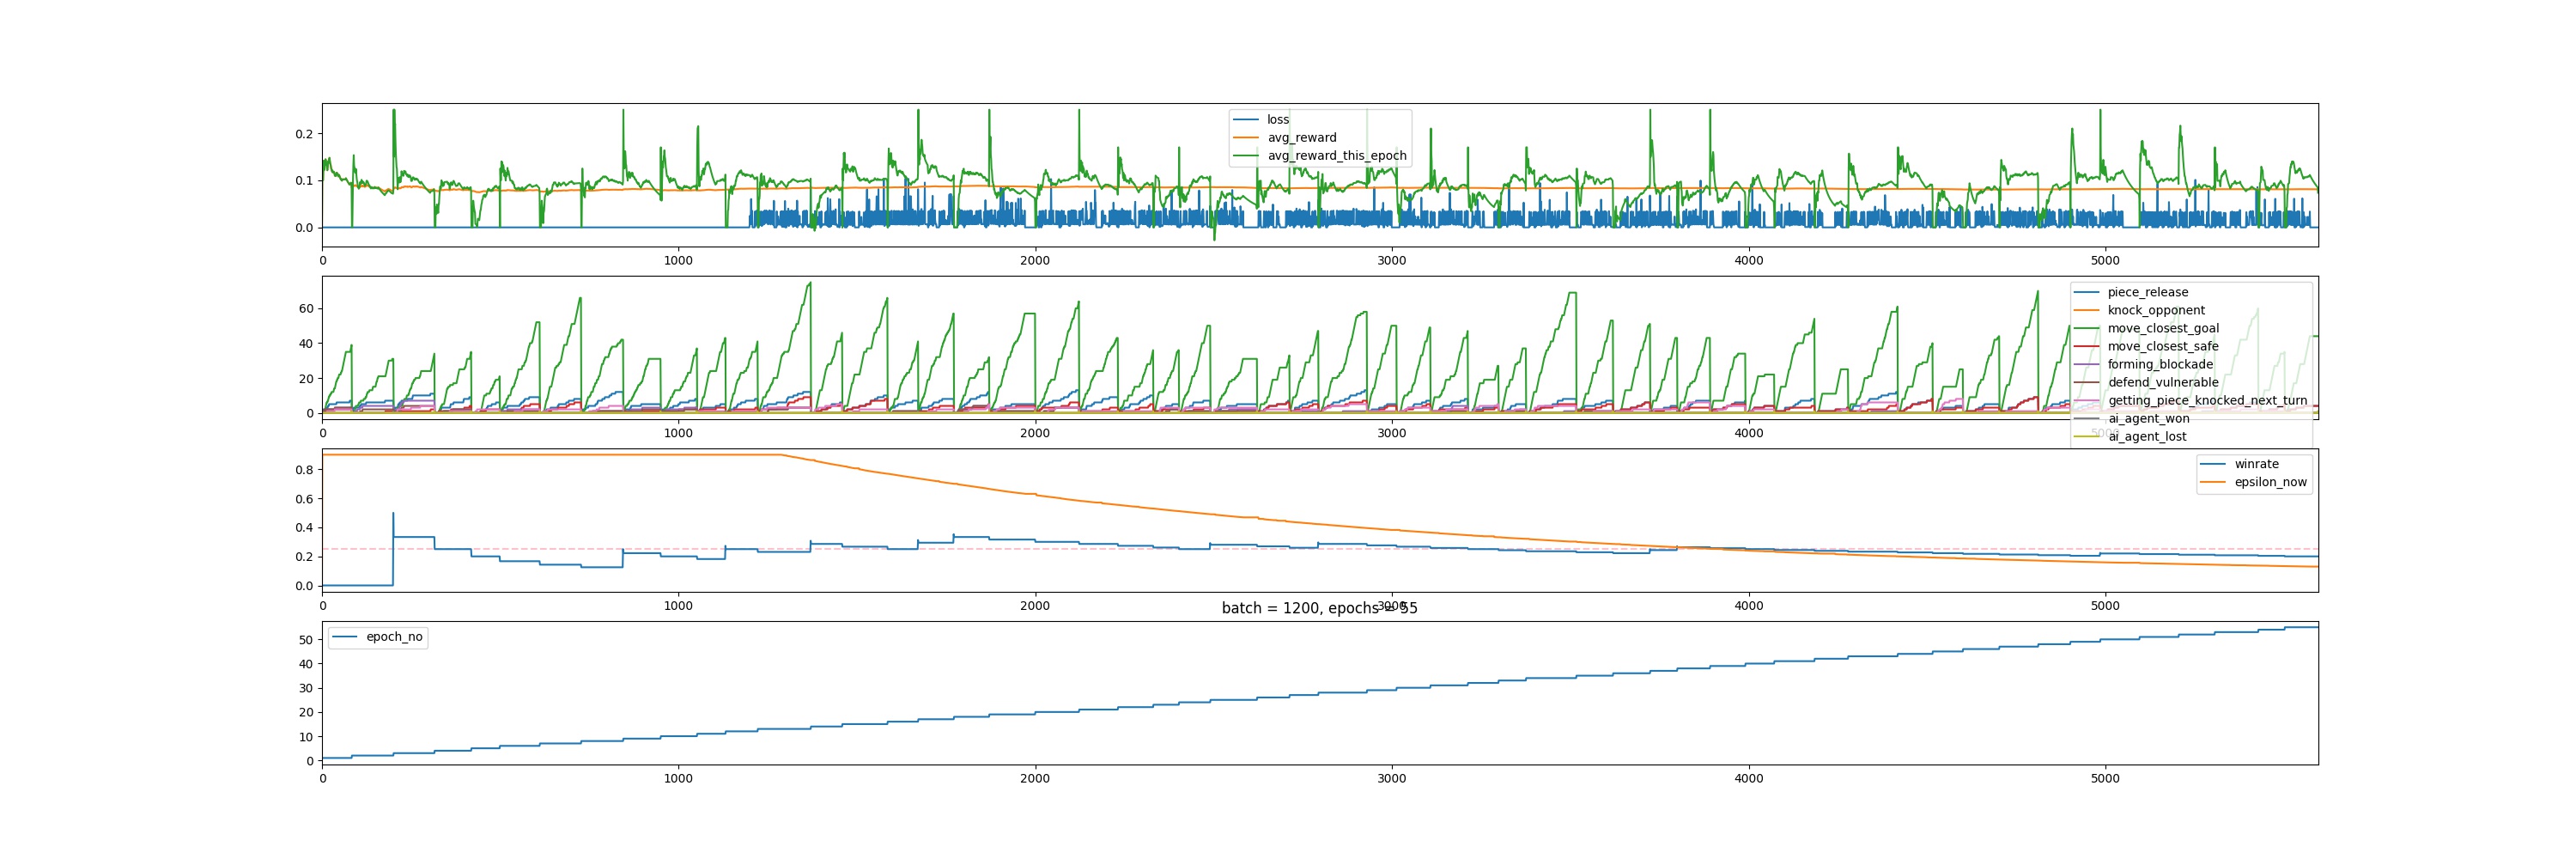 loss
avg_reward
avg_reward_this_epoch
0.2
0.1
0.0
0 1000 2000 3000 4000 5000
piece_release
knock_opponent
move_closest_goal
move_closest_safe
forming_blockade
defend_vulnerable
getting_piece_knocked_next_turn
ai_agent_won
ai_agent_lost
60
40
20
0
0 1000 2000 3000 4000 5000
winrate
epsilon_now
0.8
0.6
0.4
0.2
0.0
0 1000 2000 3000 4000 5000
batch = 1200, epochs = 55
epoch_no
50
40
30
20
10
0
0 1000 2000 3000 4000 5000